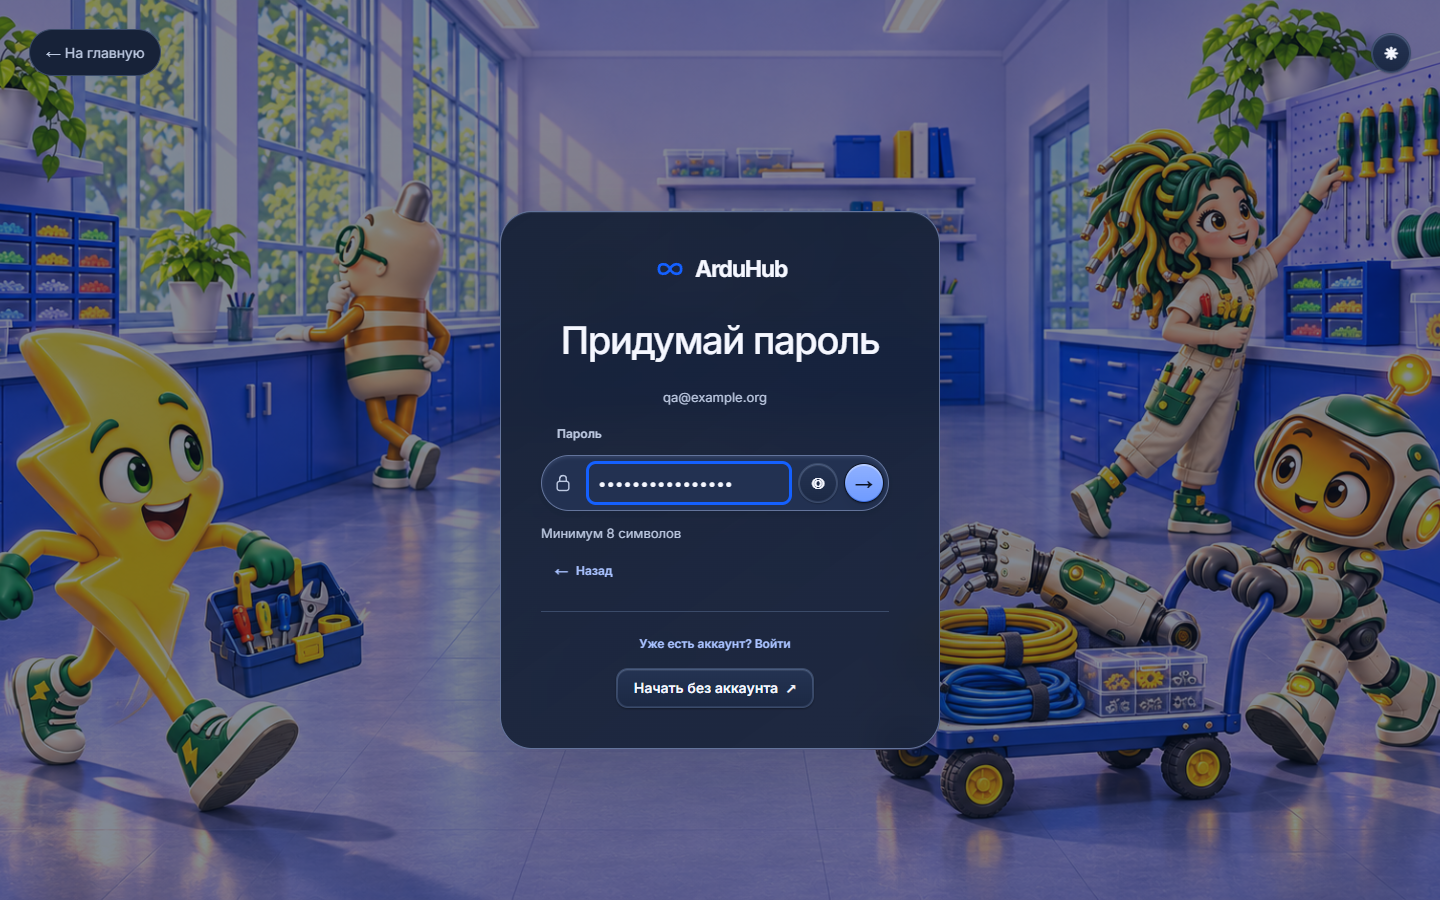 ← На главную
ArduHub
Придумай пароль
qa@example.org
Пароль
••••••••••••••••
→
Минимум 8 символов
← Назад
Уже есть аккаунт? Войти
Начать без аккаунта ↗